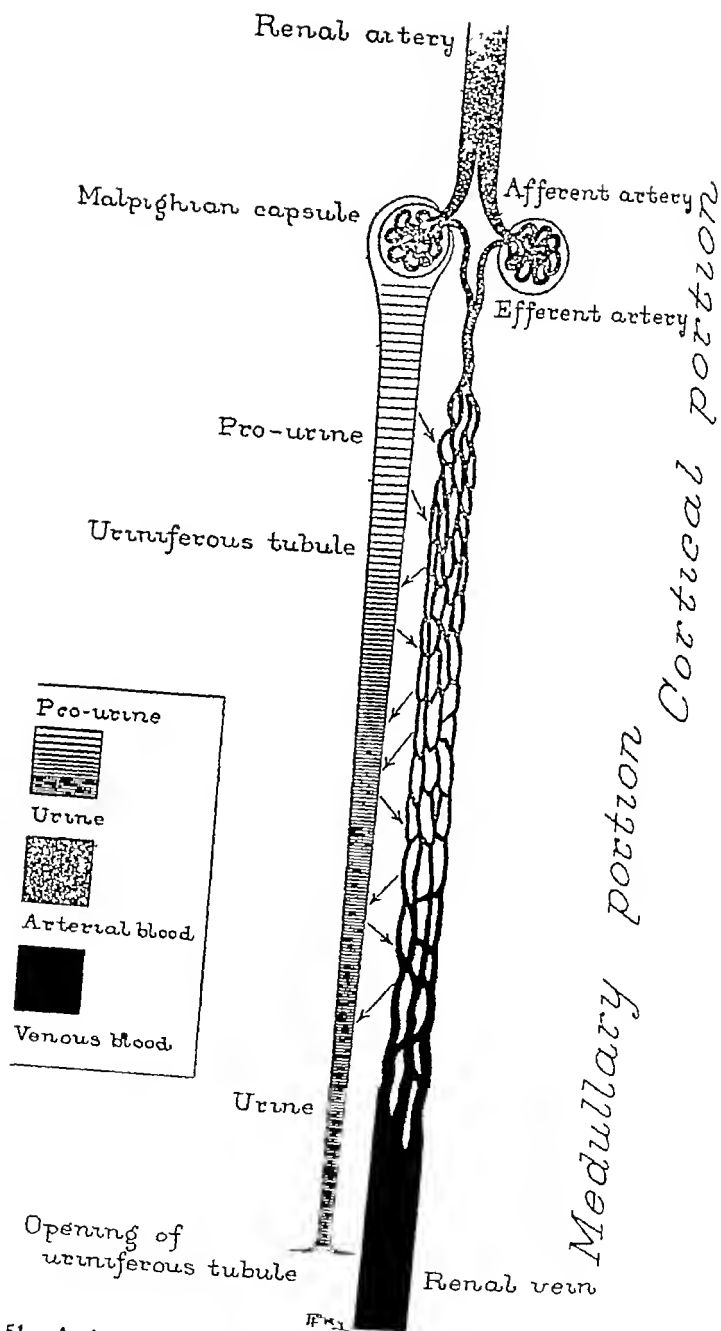 Renal artery
Malpighian capsule
Afferent artery
Efferent artery
Pro-urine
Uriniferous tubule
Cortical portion
Medullary portion
Pro-urine
Urine
Arterial blood
Venous blood
Urine
Opening of
uriniferous tubule
Renal vein